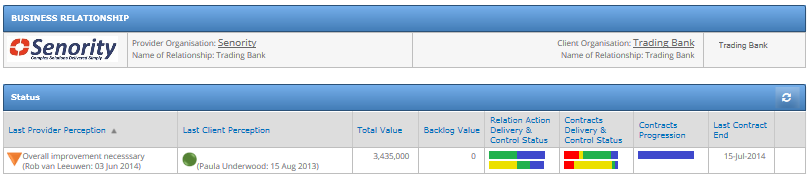 BUSINESS RELATIONSHIP
Senority
Complex Solutions Delivered Simply
Provider Organisation: Senority
Name of Relationship: Trading Bank
Client Organisation: Trading Bank
Name of Relationship: Trading Bank
Trading Bank
Status
Last Provider Perception ▲
Last Client Perception
Total Value
Backlog Value
Relation Action
Delivery &
Control Status
Contracts
Delivery &
Control Status
Contracts
Progression
Last Contract
End
Overall improvement necesssary
(Rob van Leeuwen: 03 Jun 2014)
(Paula Underwood: 15 Aug 2013)
3,435,000
0
15-Jul-2014